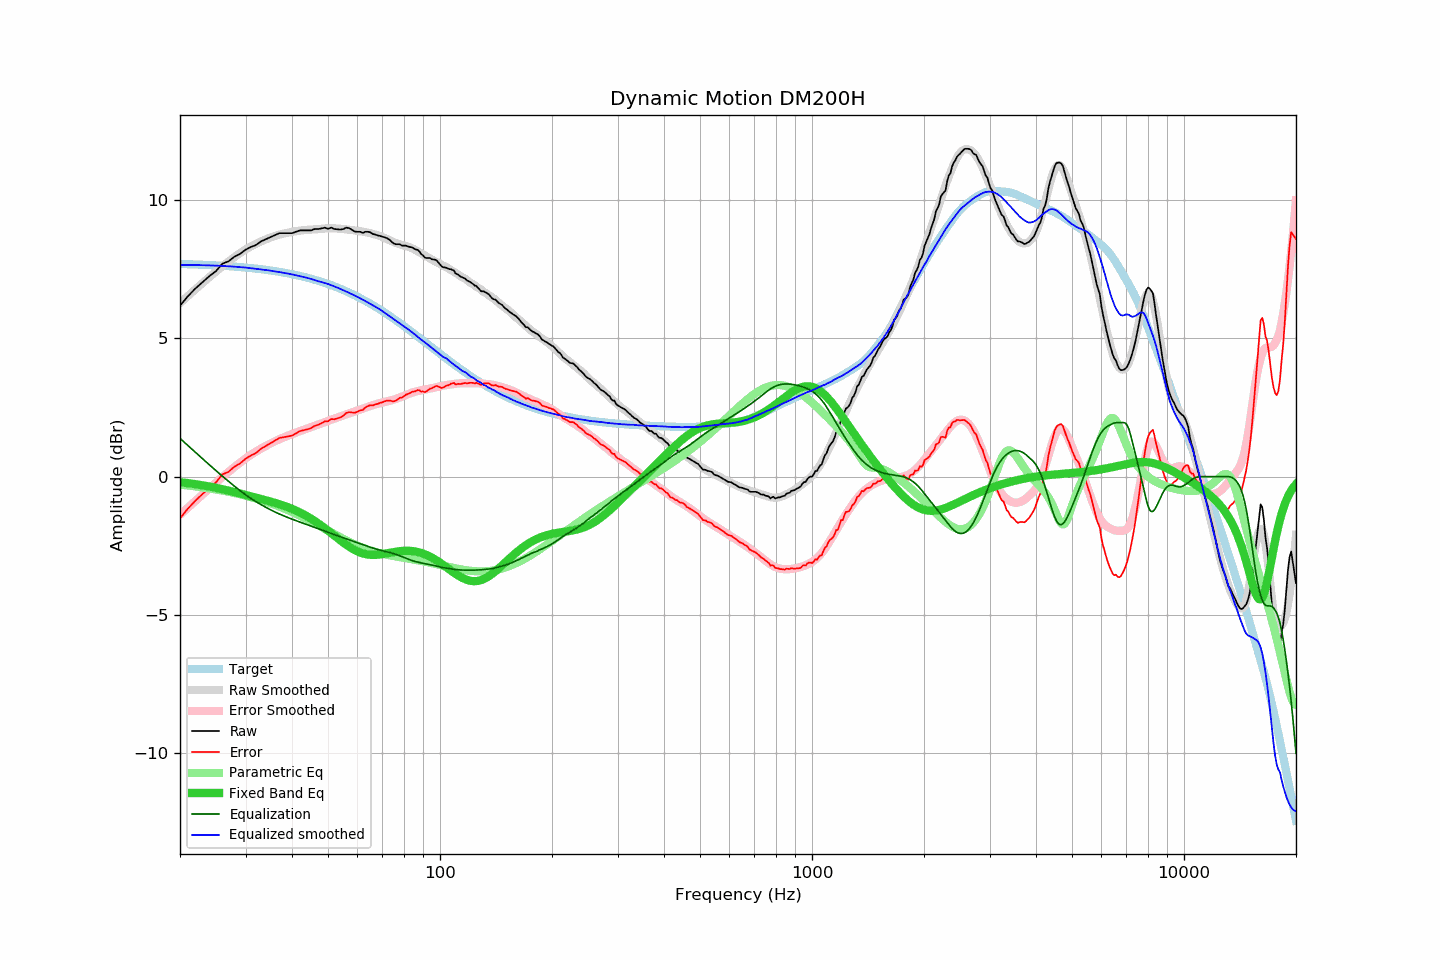 Dynamic Motion DM200H
Amplitude (dBr)
10
5
0
−5
−10
Target
Raw Smoothed
Error Smoothed
Raw
Error
Parametric Eq
Fixed Band Eq
Equalization
Equalized smoothed
100
1000
10000
Frequency (Hz)